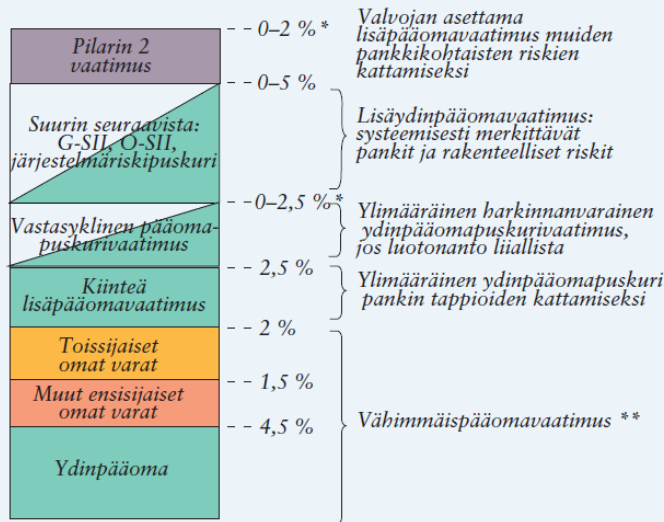 Pilarin 2
vaatimus
0–2 % *
Valvojan asettama
lisäpääomavaatimus muiden
pankkikohtaisten riskien
kattamiseksi
0–5 %
Suurin seuraavista:
G-SII, O-SII,
järjestelmäriskipuskuri
Lisäydinpääomavaatimus:
systeemisesti merkittävät
pankit ja rakenteelliset riskit
0–2,5 %*
Vastasyklinen pääoma-
puskurivaatimus
Ylimääräinen harkinnanvarainen
ydinpääomapuskurivaatimus,
jos luotonanto liiallista
2,5 %
Kiinteä
lisäpääomavaatimus
Ylimääräinen ydinpääomapuskuri
pankin tappioiden kattamiseksi
2 %
Toissijaiset
omat varat
1,5 %
Muut ensisijaiset
omat varat
4,5 %
Vähimmäispääomavaatimus **
Ydinpääoma